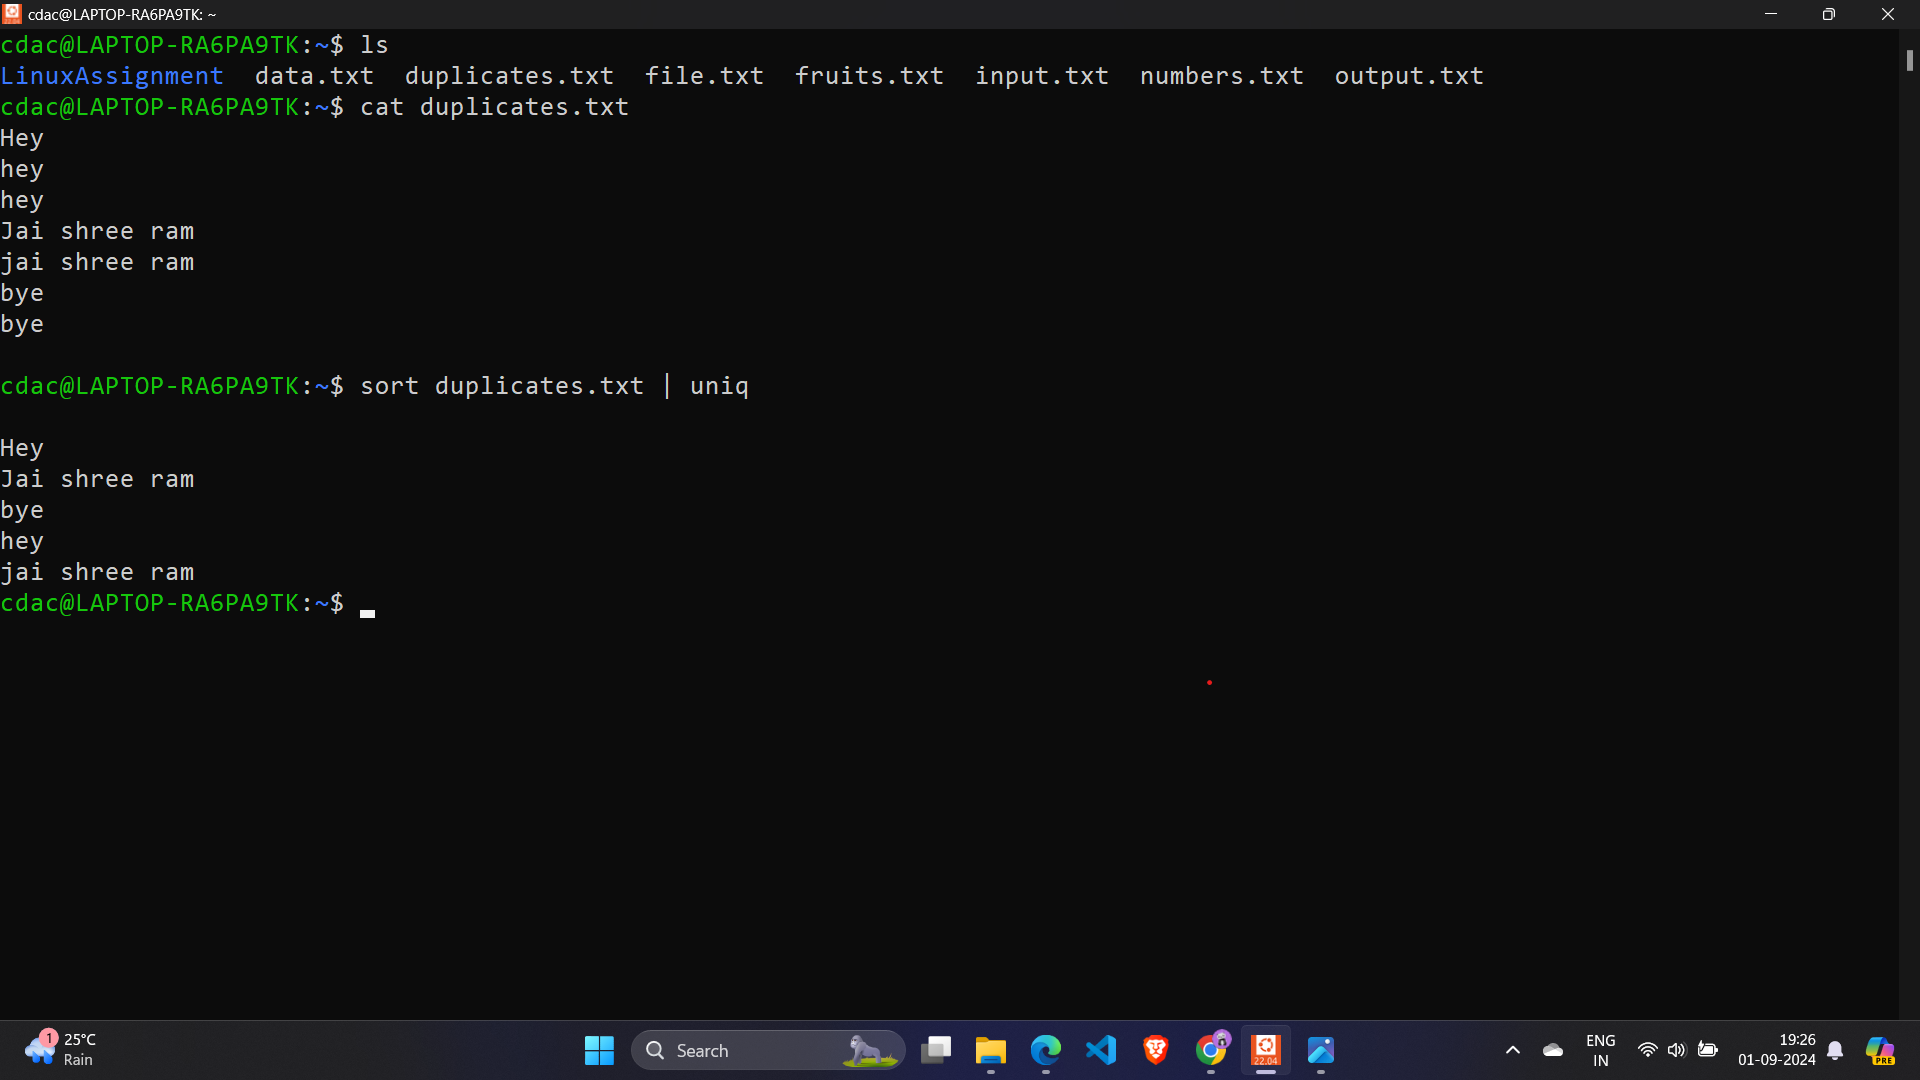 cdac@LAPTOP-RA6PA9TK: ~
cdac@LAPTOP-RA6PA9TK:~$ ls
LinuxAssignment  data.txt  duplicates.txt  file.txt  fruits.txt  input.txt  numbers.txt  output.txt
cdac@LAPTOP-RA6PA9TK:~$ cat duplicates.txt
Hey
hey
hey
Jai shree ram
jai shree ram
bye
bye
cdac@LAPTOP-RA6PA9TK:~$ sort duplicates.txt | uniq
Hey
Jai shree ram
bye
hey
jai shree ram
cdac@LAPTOP-RA6PA9TK:~$
1
25°C
Rain
Search
22.04
ENG
IN
19:26
01-09-2024
PRE